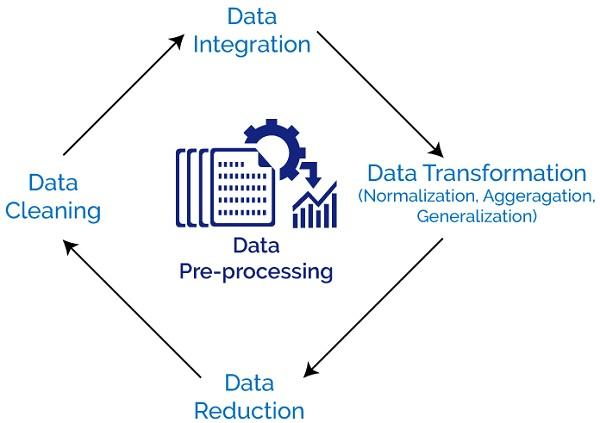 Data
Integration
Data Transformation
(Normalization, Aggeragation,
Generalization)
Data
Cleaning
Data
Pre-processing
Data
Reduction